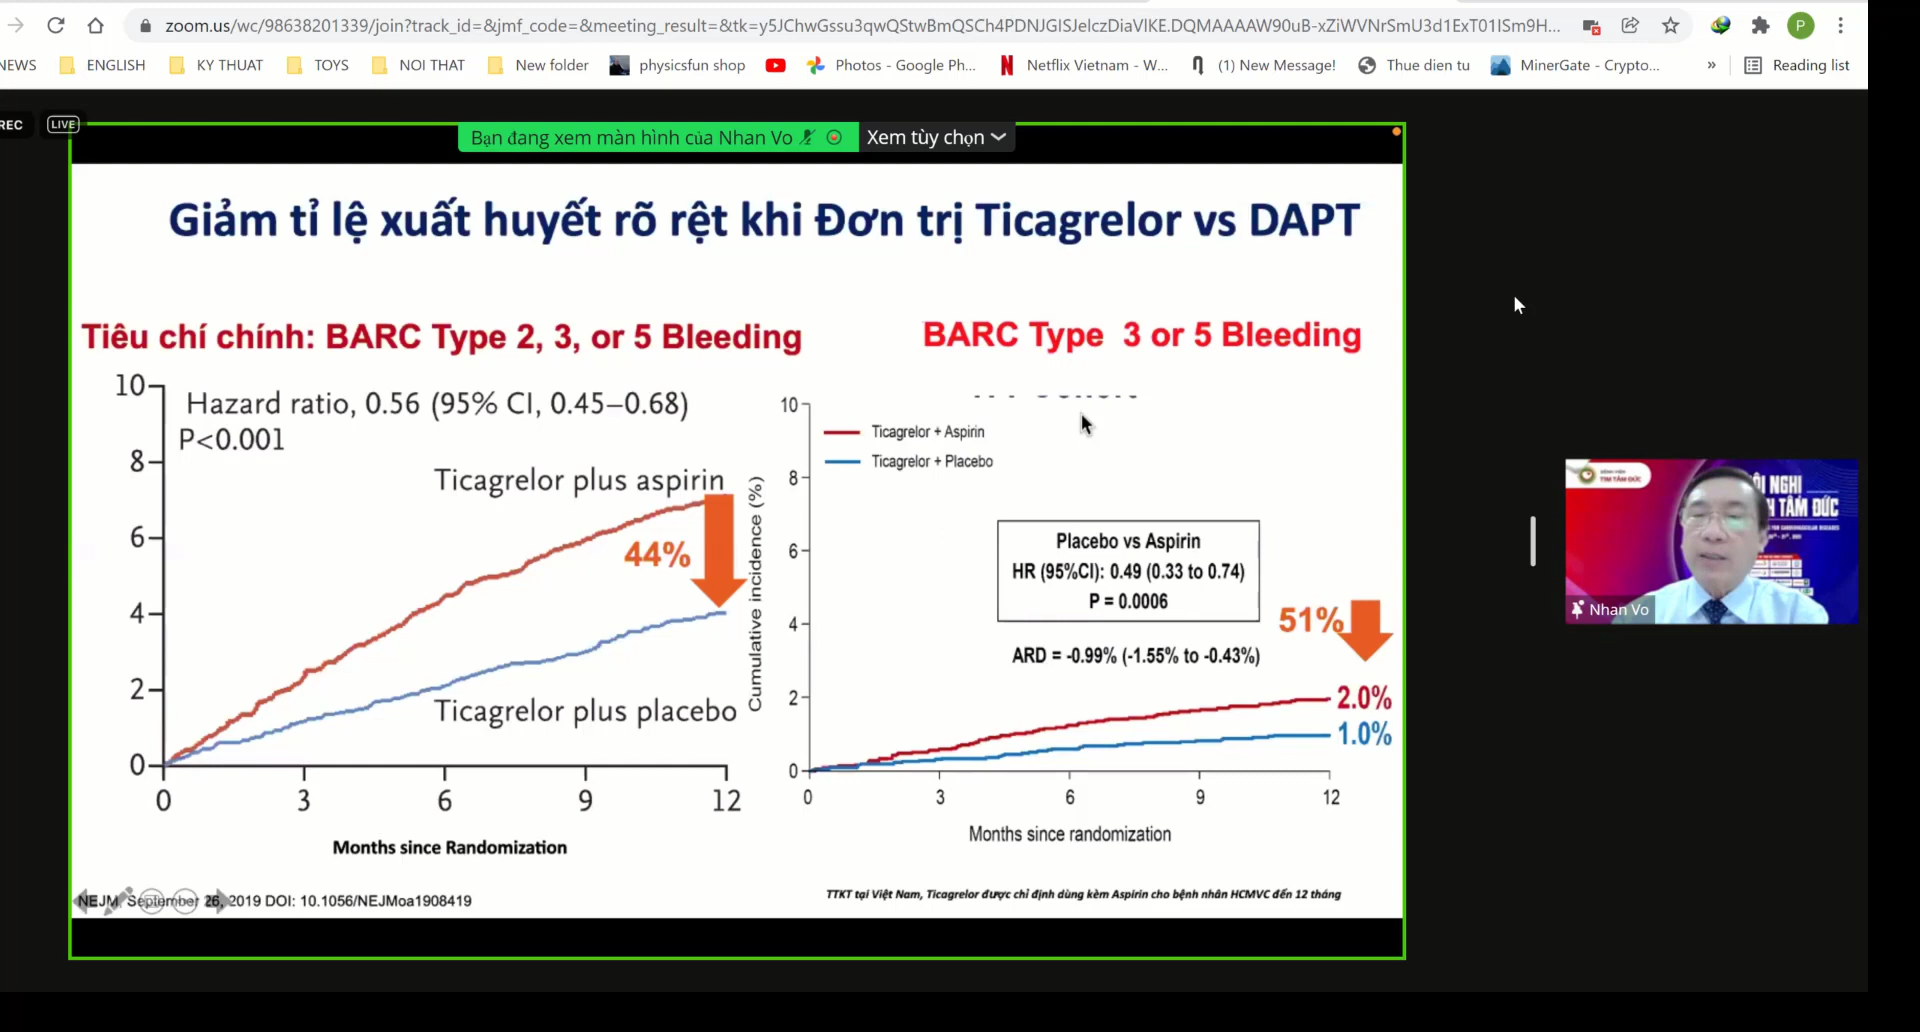 zoom.us/wc/98638201339/join?track_id=&jmf_code=&meeting_result=&tk=y5JChwGssu3qwQStwBmQSCh4PDNJGISJelczDiaVlKE.DQMAAAAW90uB-xZiWVNrSmU3d1ExT01ISm9H...
P
NEWS
ENGLISH
KY THUAT
TOYS
NOI THAT
New folder
physicsfun shop
Photos - Google Ph...
Netflix Vietnam - W...
(1) New Message!
Thue dien tu
MinerGate - Crypto...
»
Reading list
REC
LIVE
Bạn đang xem màn hình của Nhan Vo
Xem tùy chọn
Giảm tỉ lệ xuất huyết rõ rệt khi Đơn trị Ticagrelor vs DAPT
Tiêu chí chính: BARC Type 2, 3, or 5 Bleeding
10
8
6
4
2
0
Hazard ratio, 0.56 (95% CI, 0.45–0.68)
P<0.001
Ticagrelor plus aspirin
44%
Ticagrelor plus placebo
0 3 6 9 12
Months since Randomization
NEJM. September 26, 2019 DOI: 10.1056/NEJMoa1908419
BARC Type 3 or 5 Bleeding
Cumulative incidence (%)
10
8
6
4
2
0
Ticagrelor + Aspirin
Ticagrelor + Placebo
Placebo vs Aspirin
HR (95%CI): 0.49 (0.33 to 0.74)
P = 0.0006
ARD = -0.99% (-1.55% to -0.43%)
51%
2.0%
1.0%
0 3 6 9 12
Months since randomization
TTKT tại Việt Nam, Ticagrelor được chỉ định dùng kèm Aspirin cho bệnh nhân HCMVC đến 12 tháng
BỆNH VIỆN
TIM TÂM ĐỨC
NGHỊ
TÂM ĐỨC
Nhan Vo